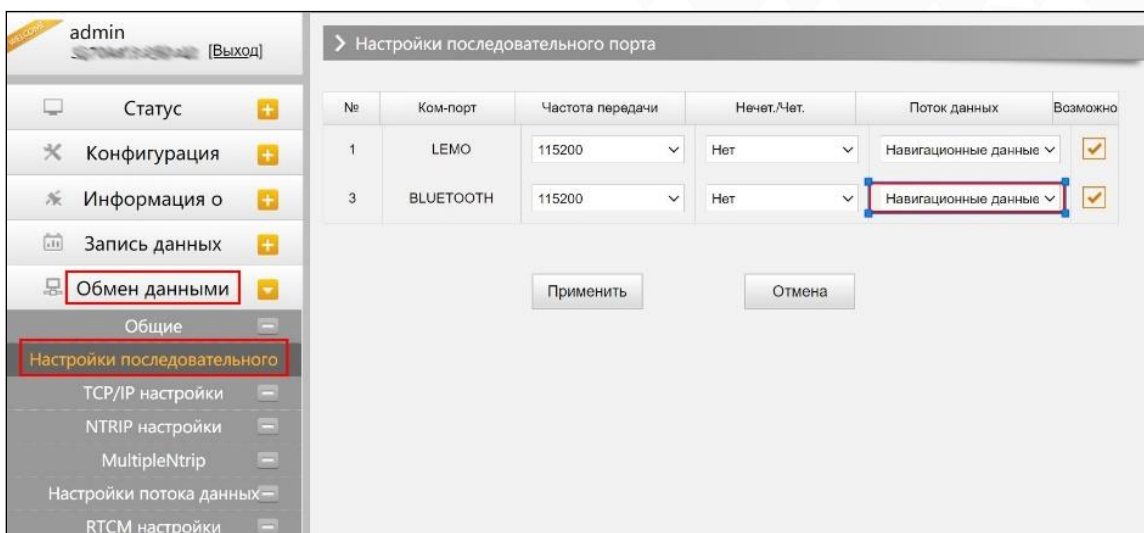 WELCOME
admin
[Выход]
Статус
Конфигурация
Информация о
Запись данных
Обмен данными
Общие
Настройки последовательного
TCP/IP настройки
NTRIP настройки
MultipleNtrip
Настройки потока данных
RTCM настройки
Настройки последовательного порта
№ Ком-порт Частота передачи Нечет./Чет. Поток данных Возможно
1 LEMO 115200 Нет Навигационные данные
3 BLUETOOTH 115200 Нет Навигационные данные
Применить Отмена